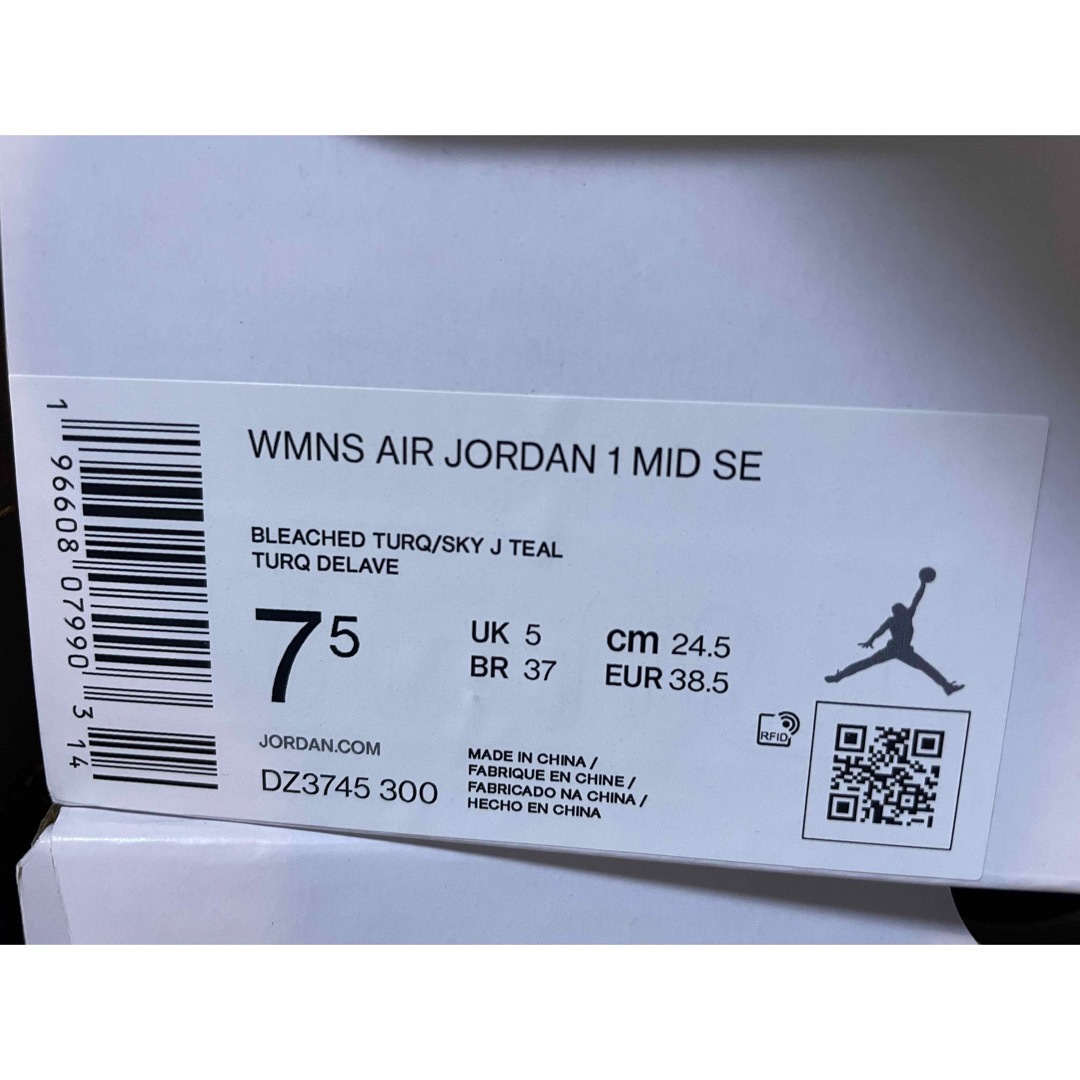 WMNS AIR JORDAN 1 MID SE
BLEACHED TURQ/SKY J TEAL
TURQ DELAVE
7 5
UK 5
BR 37
cm 24.5
EUR 38.5
JORDAN.COM
DZ3745 300
MADE IN CHINA /
FABRIQUE EN CHINE /
FABRICADO NA CHINA /
HECHO EN CHINA
RFID
1 96608 07990 3 14